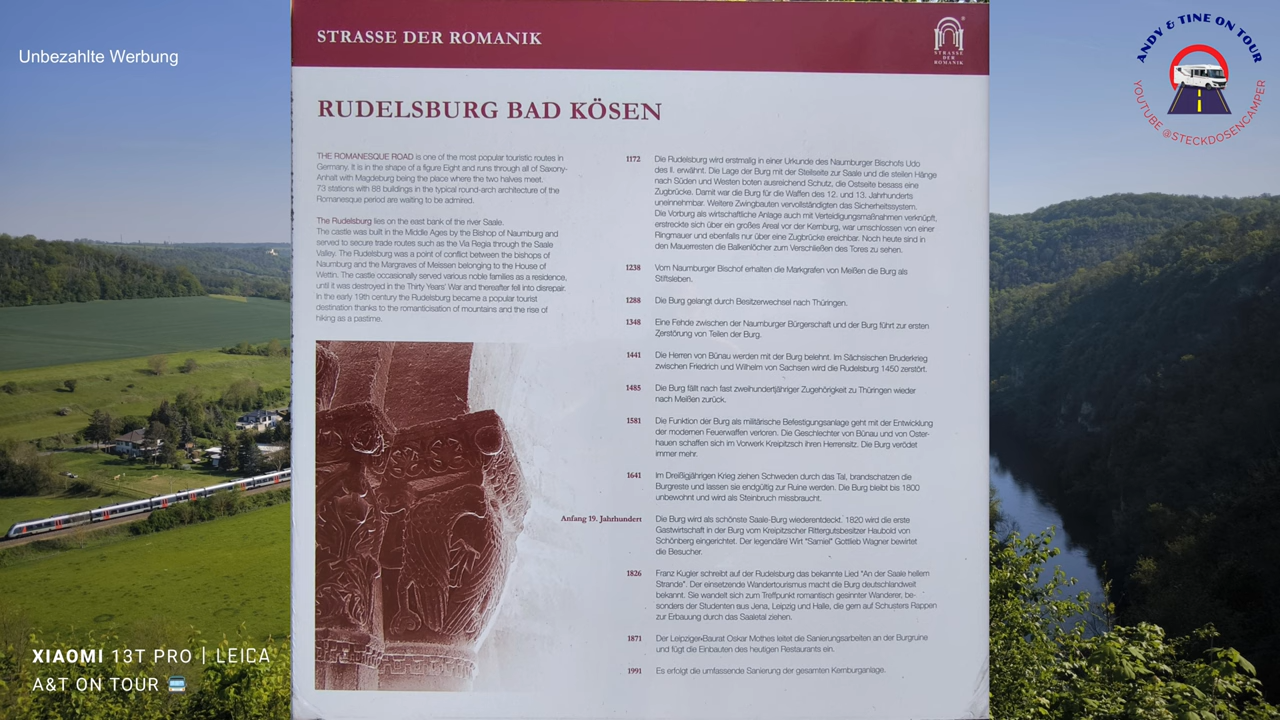 Unbezahlte Werbung
STRASSE DER ROMANIK
STRASSE
DER
ROMANIK
ANDY & TINE ON TOUR
YOUTUBE @STECKDOSENCAMPER
RUDELSBURG BAD KÖSEN
THE ROMANESQUE ROAD is one of the most popular touristic routes in
Germany. It is in the shape of a figure Eight and runs through all of Saxony-
Anhalt with Magdeburg being the place where the two halves meet.
73 stations with 88 buildings in the typical round-arch architecture of the
Romanesque period are waiting to be admired.
The Rudelsburg lies on the east bank of the river Saale.
The castle was built in the Middle Ages by the Bishop of Naumburg and
served to secure trade routes such as the Via Regia through the Saale
Valley. The Rudelsburg was a point of conflict between the bishops of
Naumburg and the Margraves of Meissen belonging to the House of
Wettin. The castle occasionally served various noble families as a residence,
until it was destroyed in the Thirty Years' War and thereafter fell into disrepair.
In the early 19th century the Rudelsburg became a popular tourist
destination thanks to the romanticisation of mountains and the rise of
hiking as a pastime.
1172 Die Rudelsburg wird erstmalig in einer Urkunde des Naumburger Bischofs Udo
des II. erwähnt. Die Lage der Burg mit der Steilseite zur Saale und die steilen Hänge
nach Süden und Westen boten ausreichend Schutz, die Ostseite besass eine
Zugbrücke. Damit war die Burg für die Waffen des 12. und 13. Jahrhunderts
uneinnehmbar. Weitere Zwingbauten vervollständigten das Sicherheitssystem.
Die Vorburg als wirtschaftliche Anlage auch mit Verteidigungsmaßnahmen verknüpft,
erstreckte sich über ein großes Areal vor der Kernburg, war umschlossen von einer
Ringmauer und ebenfalls nur über eine Zugbrücke ereichbar. Noch heute sind in
den Mauerresten die Balkenlöcher zum Verschließen des Tores zu sehen.
1238 Vom Naumburger Bischof erhalten die Markgrafen von Meißen die Burg als
Stiftsleben.
1288 Die Burg gelangt durch Besitzerwechsel nach Thüringen.
1348 Eine Fehde zwischen der Naumburger Bürgerschaft und der Burg führt zur ersten
Zerstörung von Teilen der Burg.
1441 Die Herren von Bünau werden mit der Burg belehnt. Im Sächsischen Bruderkrieg
zwischen Friedrich und Wilhelm von Sachsen wird die Rudelsburg 1450 zerstört.
1485 Die Burg fällt nach fast zweihundertjähriger Zugehörigkeit zu Thüringen wieder
nach Meißen zurück.
1581 Die Funktion der Burg als militärische Befestigungsanlage geht mit der Entwicklung
der modernen Feuerwaffen verloren. Die Geschlechter von Bünau und von Oster-
hauen schaffen sich im Vorwerk Kreipitzsch ihren Herrensitz. Die Burg verödet
immer mehr.
1641 Im Dreißigjährigen Krieg ziehen Schweden durch das Tal, brandschatzen die
Burgreste und lassen sie endgültig zur Ruine werden. Die Burg bleibt bis 1800
unbewohnt und wird als Steinbruch missbraucht.
Anfang 19. Jahrhundert Die Burg wird als schönste Saale-Burg wiederentdeckt. 1820 wird die erste
Gastwirtschaft in der Burg vom Kreipitzscher Rittergutsbesitzer Haubold von
Schönberg eingerichtet. Der legendäre Wirt "Samiel" Gottlieb Wagner bewirtet
die Besucher.
1826 Franz Kugler schreibt auf der Rudelsburg das bekannte Lied "An der Saale hellem
Strande". Der einsetzende Wandertourismus macht die Burg deutschlandweit
bekannt. Sie wandelt sich zum Treffpunkt romantisch gesinnter Wanderer, be-
sonders der Studenten aus Jena, Leipzig und Halle, die gern auf Schusters Rappen
zur Erbauung durch das Saaletal ziehen.
1871 Der Leipziger Baurat Oskar Mothes leitet die Sanierungsarbeiten an der Burgruine
und fügt die Einbauten des heutigen Restaurants ein.
1991 Es erfolgt die umfassende Sanierung der gesamten Kernburganlage.
XIAOMI 13T PRO | LEICA
A&T ON TOUR